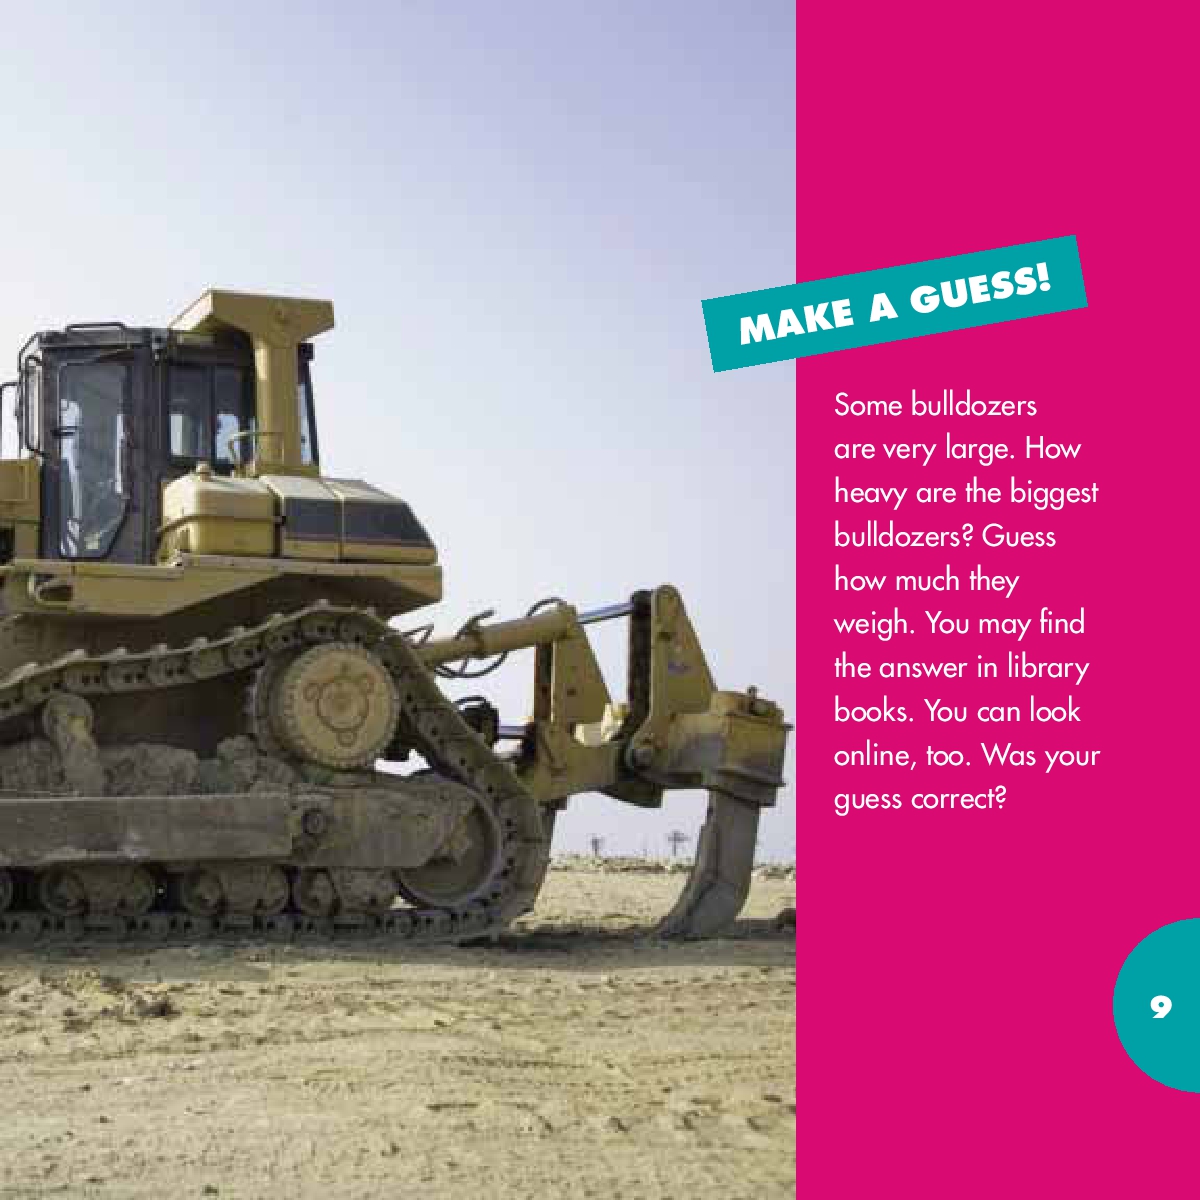 MAKE A GUESS!
Some bulldozers
are very large. How
heavy are the biggest
bulldozers? Guess
how much they
weigh. You may find
the answer in library
books. You can look
online, too. Was your
guess correct?
9